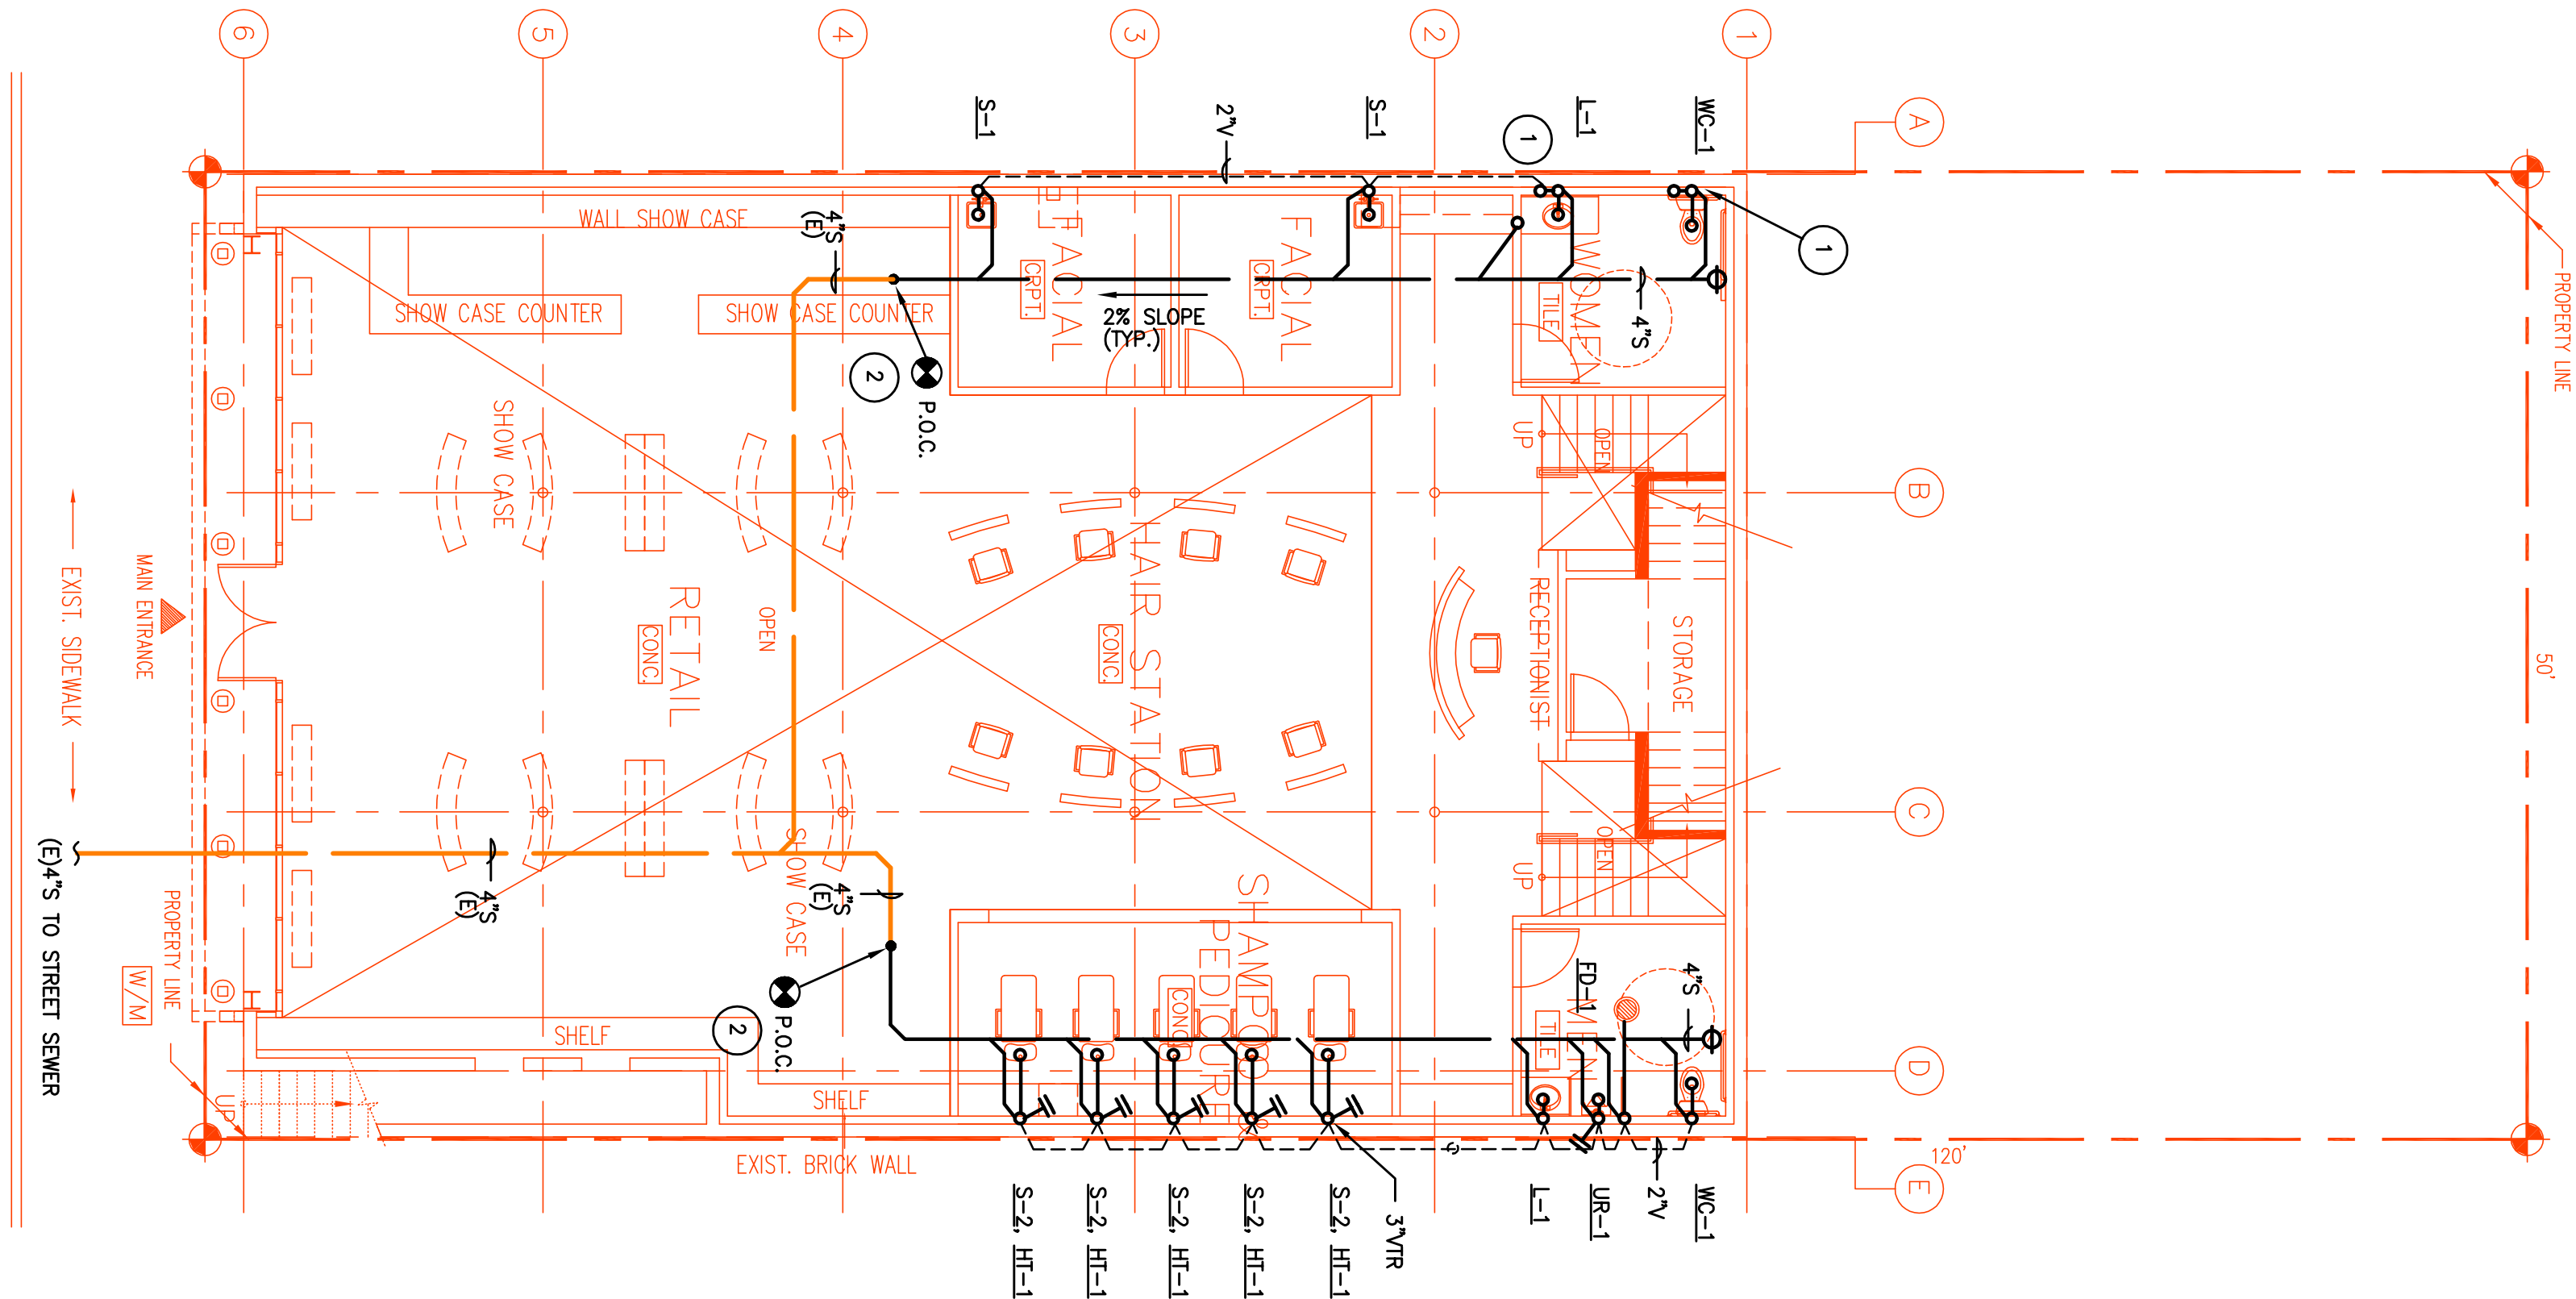 6
5
4
3
2
1
A
B
C
D
E
S-1
2"V
S-1
1
L-1
WC-1
1
PROPERTY LINE
50'
120'
WALL SHOW CASE
4"S
(E)
SHOW CASE COUNTER
SHOW CASE COUNTER
FACIAL
CRPT.
FACIAL
CRPT.
2% SLOPE
(TYP.)
WOMEN
TILE
4"S
2
P.O.C.
SHOW CASE
UP
OPEN
MAIN ENTRANCE
EXIST. SIDEWALK
RETAIL
CONC.
OPEN
HAIR STATION
CONC.
RECEPTIONIST
STORAGE
OPEN
UP
(E)4"S TO STREET SEWER
4"S
(E)
SHOW CASE
4"S
(E)
PROPERTY LINE
W/M
UP
SHELF
2
P.O.C.
SHELF
SHAMPOOS &
PEDICURE
CONC.
FD-1
MEN
TILE
4"S
EXIST. BRICK WALL
S-2, HT-1
S-2, HT-1
S-2, HT-1
S-2, HT-1
S-2, HT-1
3"VTR
L-1
UR-1
2"V
WC-1